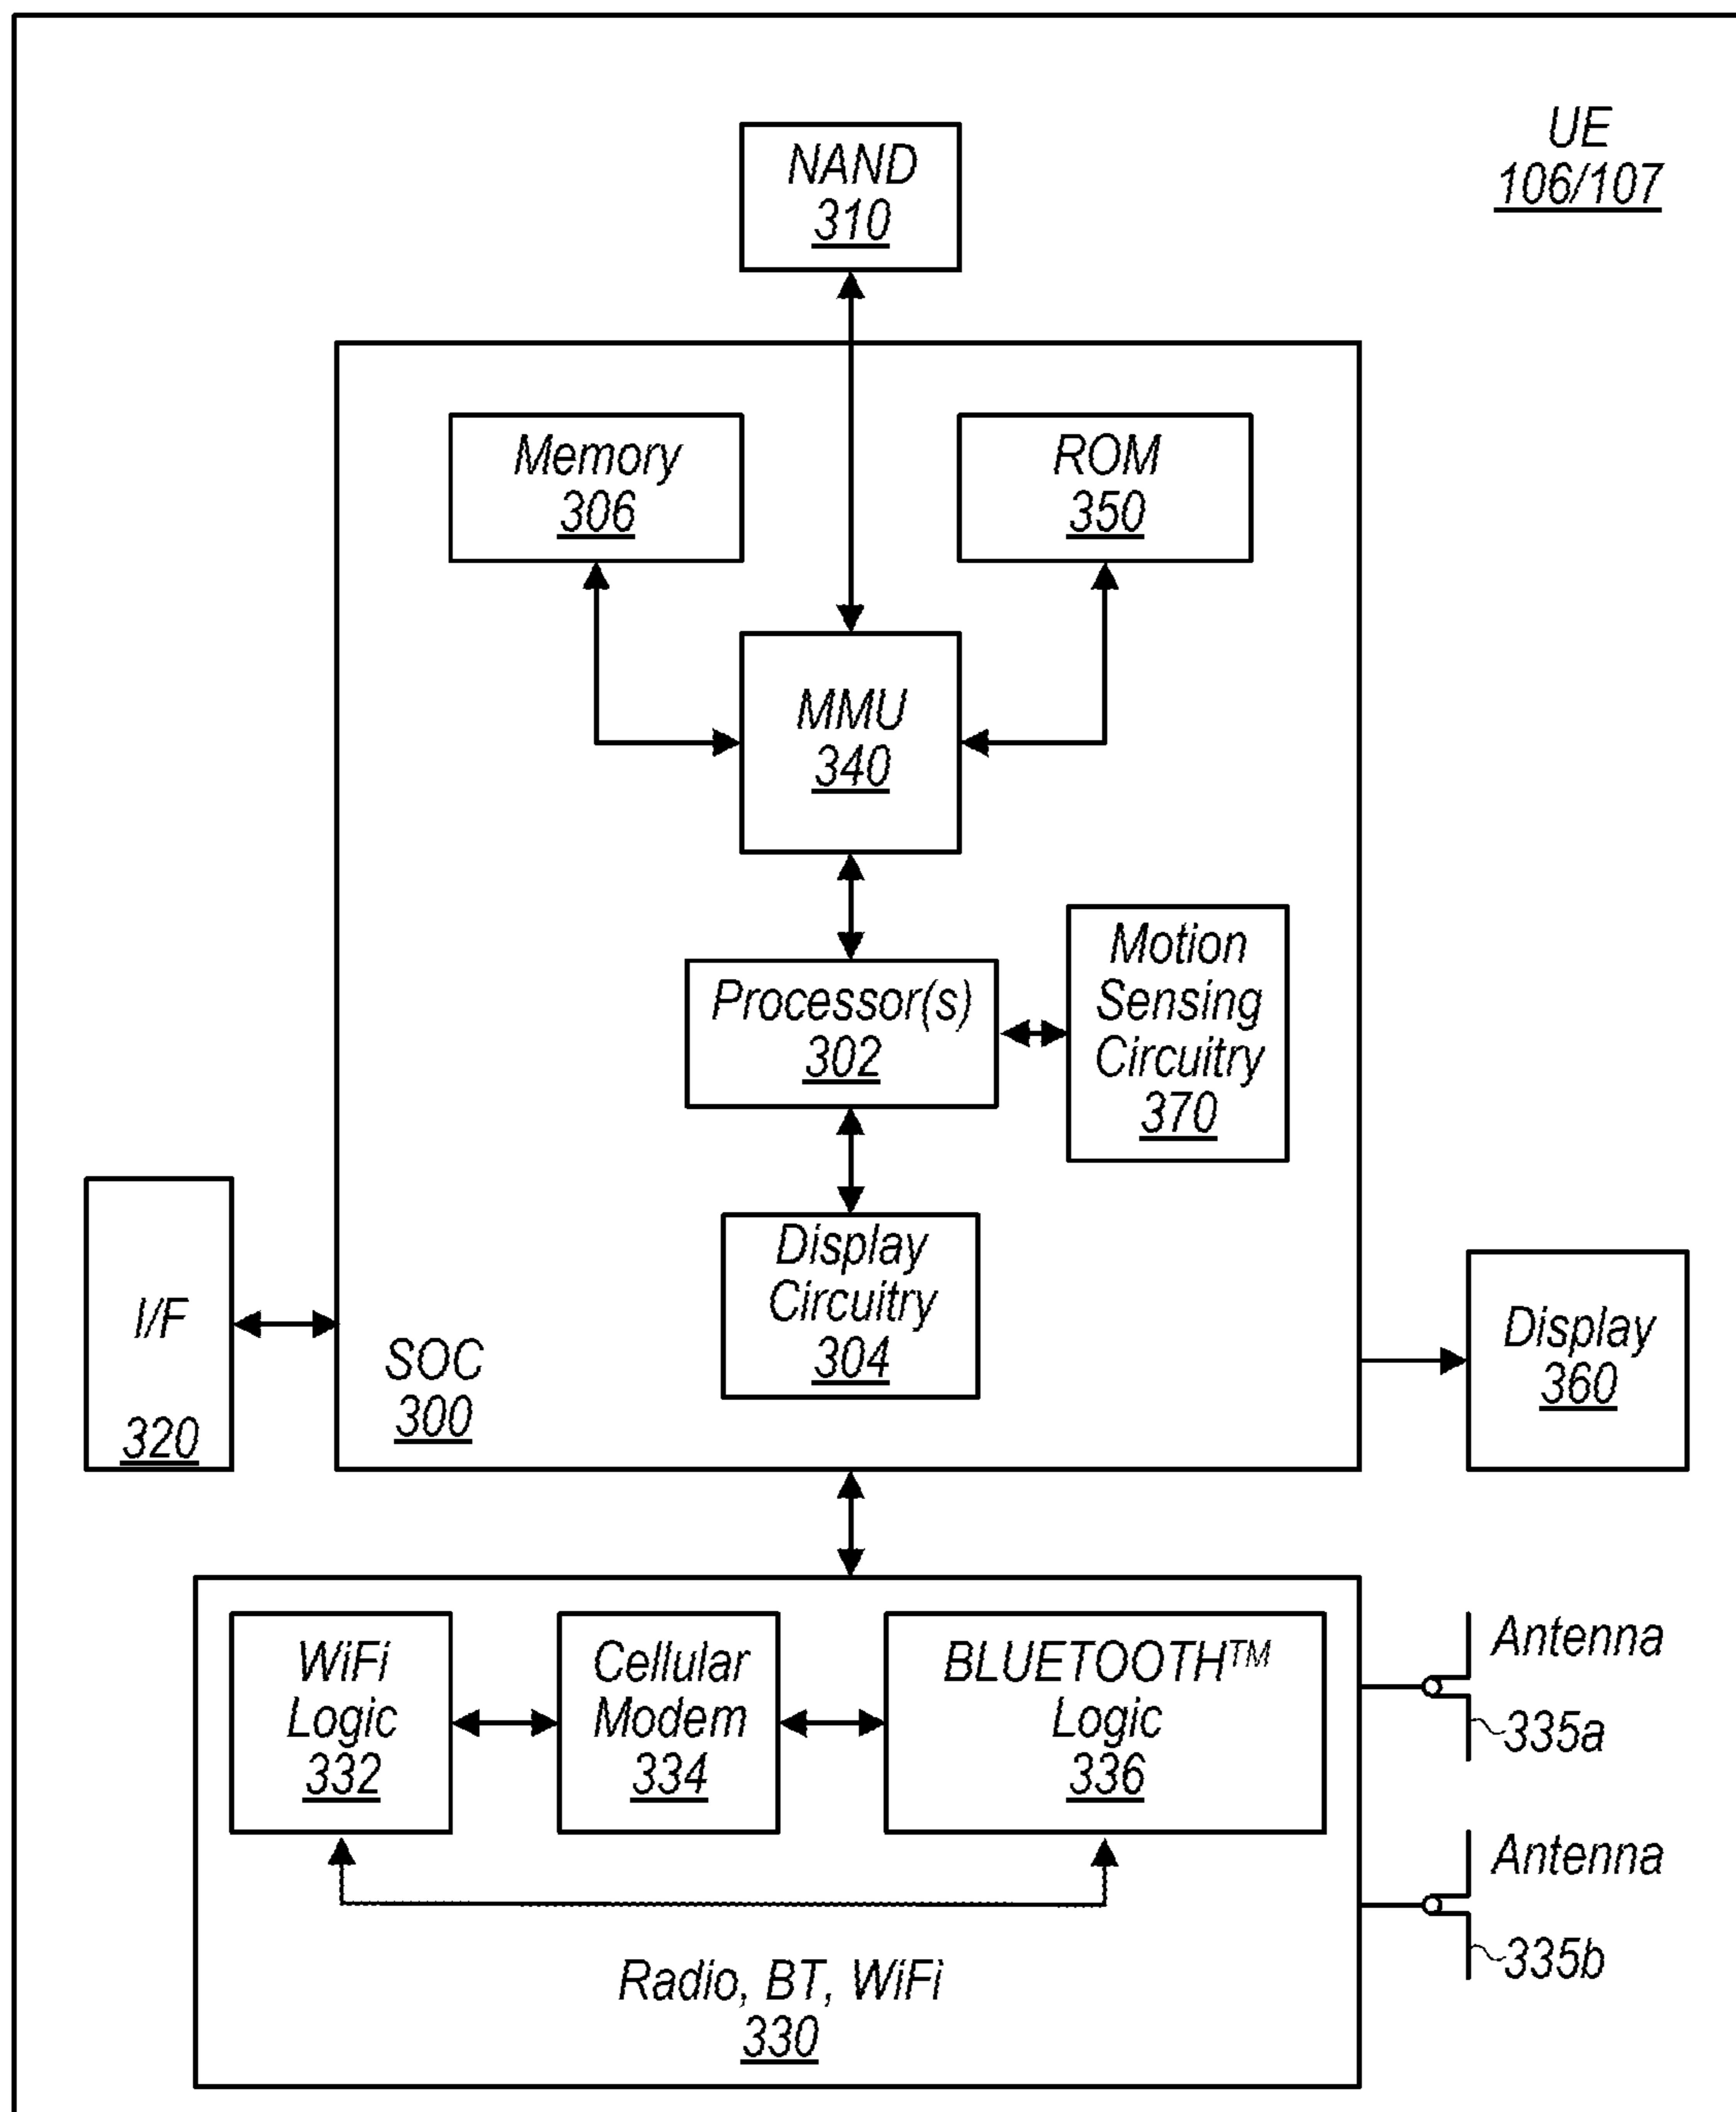 UE
106/107
NAND
310
Memory
306
ROM
350
MMU
340
Processor(s)
302
Motion
Sensing
Circuitry
370
Display
Circuitry
304
I/F
320
SOC
300
Display
360
WiFi
Logic
332
Cellular
Modem
334
BLUETOOTH™
Logic
336
Antenna
335a
Antenna
335b
Radio, BT, WiFi
330